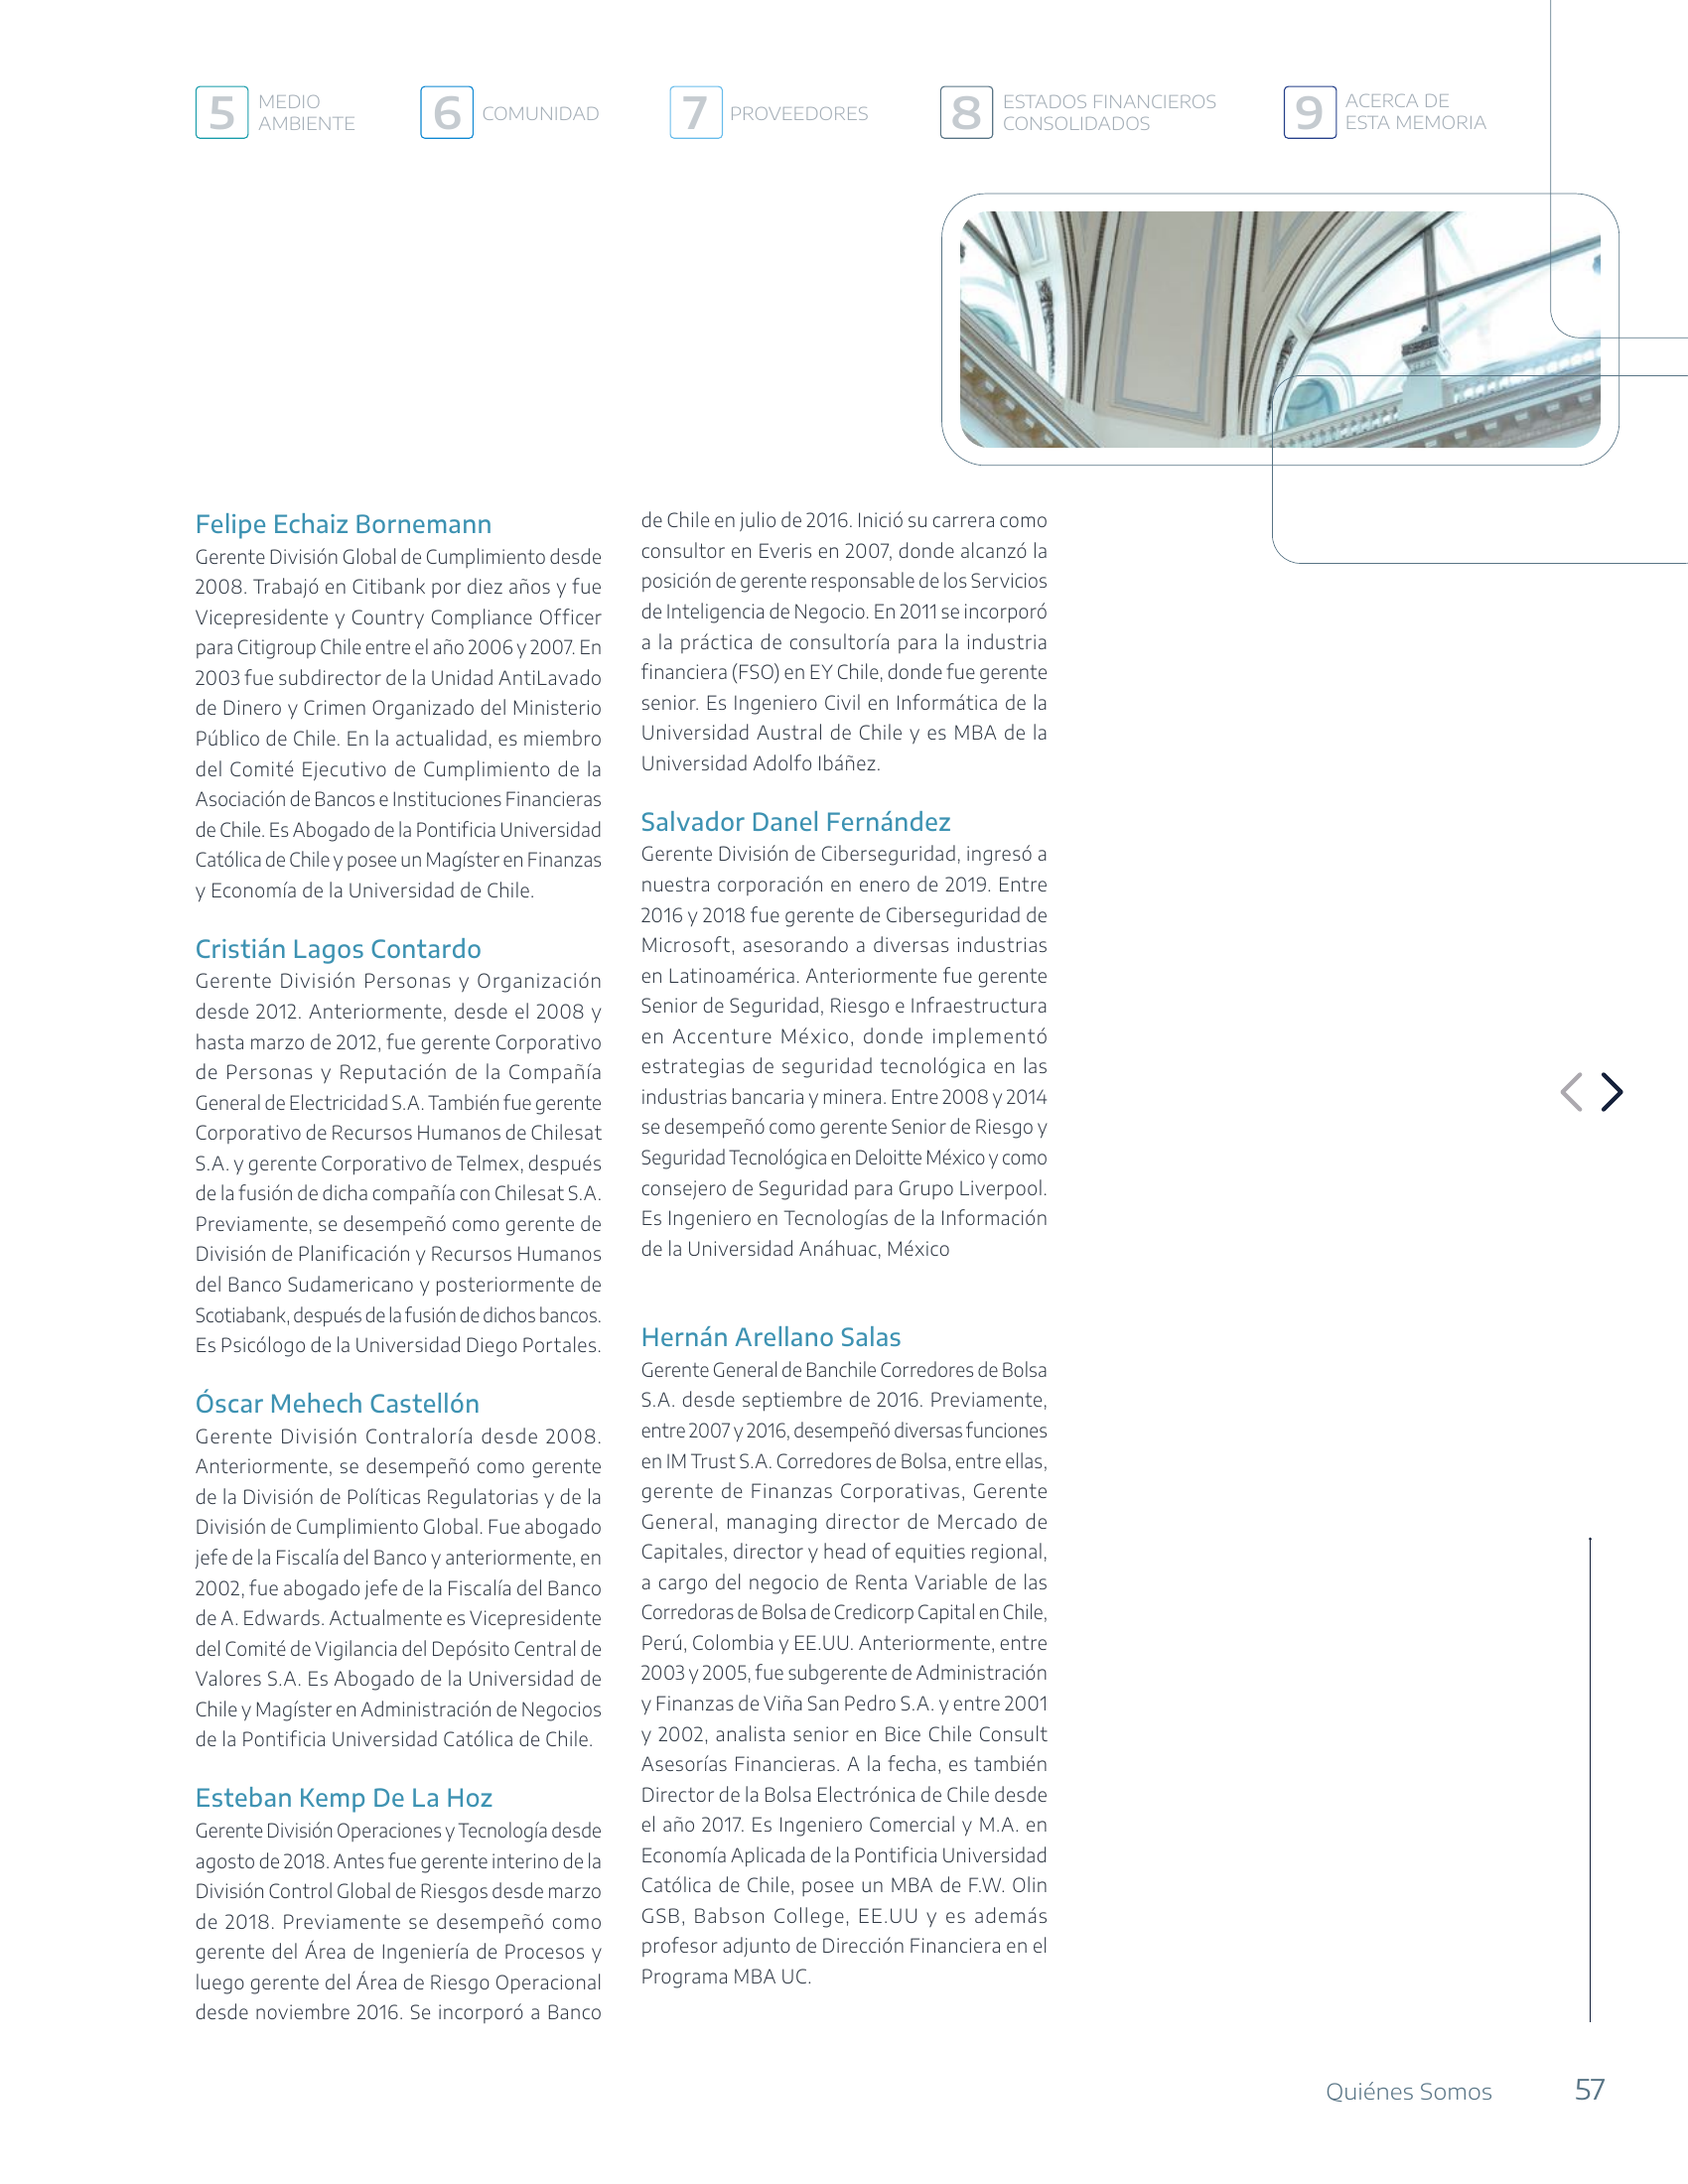 5 MEDIO
AMBIENTE
6 COMUNIDAD
7 PROVEEDORES
8 ESTADOS FINANCIEROS
CONSOLIDADOS
9 ACERCA DE
ESTA MEMORIA
Felipe Echaiz Bornemann
Gerente División Global de Cumplimiento desde
2008. Trabajó en Citibank por diez años y fue
Vicepresidente y Country Compliance Officer
para Citigroup Chile entre el año 2006 y 2007. En
2003 fue subdirector de la Unidad AntiLavado
de Dinero y Crimen Organizado del Ministerio
Público de Chile. En la actualidad, es miembro
del Comité Ejecutivo de Cumplimiento de la
Asociación de Bancos e Instituciones Financieras
de Chile. Es Abogado de la Pontificia Universidad
Católica de Chile y posee un Magíster en Finanzas
y Economía de la Universidad de Chile.
Cristián Lagos Contardo
Gerente División Personas y Organización
desde 2012. Anteriormente, desde el 2008 y
hasta marzo de 2012, fue gerente Corporativo
de Personas y Reputación de la Compañía
General de Electricidad S.A. También fue gerente
Corporativo de Recursos Humanos de Chilesat
S.A. y gerente Corporativo de Telmex, después
de la fusión de dicha compañía con Chilesat S.A.
Previamente, se desempeñó como gerente de
División de Planificación y Recursos Humanos
del Banco Sudamericano y posteriormente de
Scotiabank, después de la fusión de dichos bancos.
Es Psicólogo de la Universidad Diego Portales.
Óscar Mehech Castellón
Gerente División Contraloría desde 2008.
Anteriormente, se desempeñó como gerente
de la División de Políticas Regulatorias y de la
División de Cumplimiento Global. Fue abogado
jefe de la Fiscalía del Banco y anteriormente, en
2002, fue abogado jefe de la Fiscalía del Banco
de A. Edwards. Actualmente es Vicepresidente
del Comité de Vigilancia del Depósito Central de
Valores S.A. Es Abogado de la Universidad de
Chile y Magíster en Administración de Negocios
de la Pontificia Universidad Católica de Chile.
Esteban Kemp De La Hoz
Gerente División Operaciones y Tecnología desde
agosto de 2018. Antes fue gerente interino de la
División Control Global de Riesgos desde marzo
de 2018. Previamente se desempeñó como
gerente del Área de Ingeniería de Procesos y
luego gerente del Área de Riesgo Operacional
desde noviembre 2016. Se incorporó a Banco
de Chile en julio de 2016. Inició su carrera como
consultor en Everis en 2007, donde alcanzó la
posición de gerente responsable de los Servicios
de Inteligencia de Negocio. En 2011 se incorporó
a la práctica de consultoría para la industria
financiera (FSO) en EY Chile, donde fue gerente
senior. Es Ingeniero Civil en Informática de la
Universidad Austral de Chile y es MBA de la
Universidad Adolfo Ibáñez.
Salvador Danel Fernández
Gerente División de Ciberseguridad, ingresó a
nuestra corporación en enero de 2019. Entre
2016 y 2018 fue gerente de Ciberseguridad de
Microsoft, asesorando a diversas industrias
en Latinoamérica. Anteriormente fue gerente
Senior de Seguridad, Riesgo e Infraestructura
en Accenture México, donde implementó
estrategias de seguridad tecnológica en las
industrias bancaria y minera. Entre 2008 y 2014
se desempeñó como gerente Senior de Riesgo y
Seguridad Tecnológica en Deloitte México y como
consejero de Seguridad para Grupo Liverpool.
Es Ingeniero en Tecnologías de la Información
de la Universidad Anáhuac, México
Hernán Arellano Salas
Gerente General de Banchile Corredores de Bolsa
S.A. desde septiembre de 2016. Previamente,
entre 2007 y 2016, desempeñó diversas funciones
en IM Trust S.A. Corredores de Bolsa, entre ellas,
gerente de Finanzas Corporativas, Gerente
General, managing director de Mercado de
Capitales, director y head of equities regional,
a cargo del negocio de Renta Variable de las
Corredoras de Bolsa de Credicorp Capital en Chile,
Perú, Colombia y EE.UU. Anteriormente, entre
2003 y 2005, fue subgerente de Administración
y Finanzas de Viña San Pedro S.A. y entre 2001
y 2002, analista senior en Bice Chile Consult
Asesorías Financieras. A la fecha, es también
Director de la Bolsa Electrónica de Chile desde
el año 2017. Es Ingeniero Comercial y M.A. en
Economía Aplicada de la Pontificia Universidad
Católica de Chile, posee un MBA de F.W. Olin
GSB, Babson College, EE.UU y es además
profesor adjunto de Dirección Financiera en el
Programa MBA UC.
Quiénes Somos 57